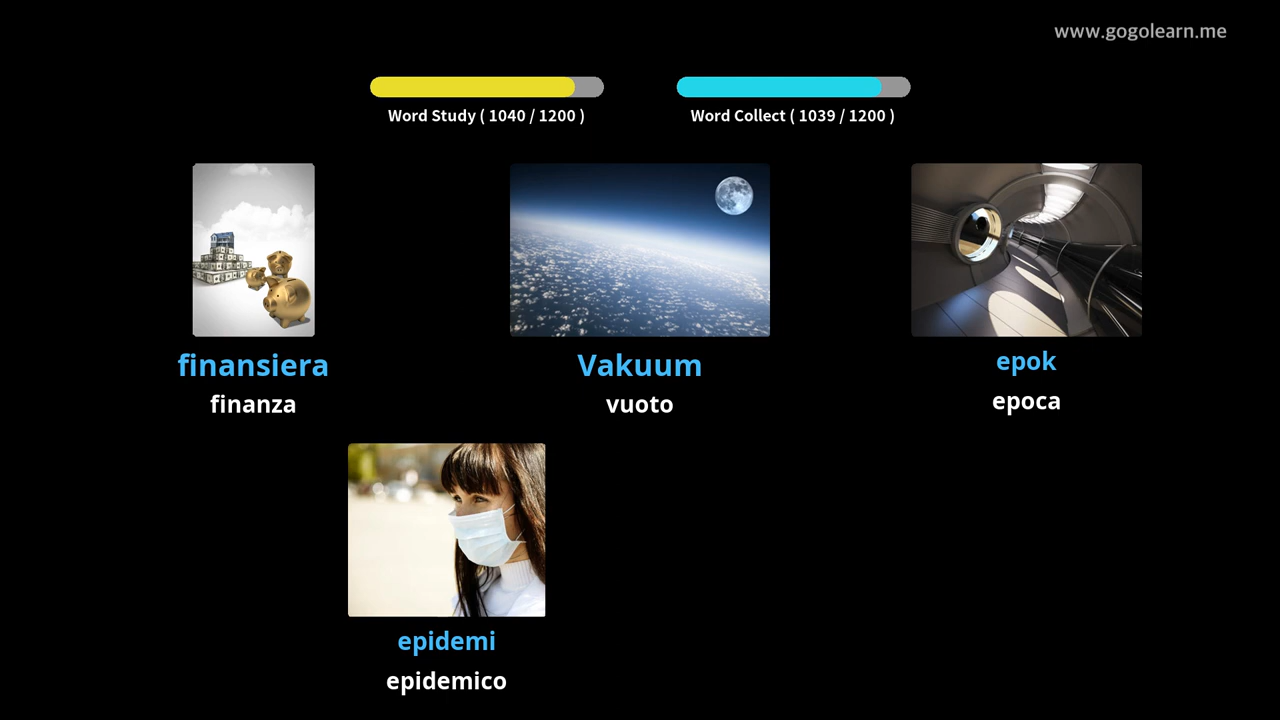 www.gogolearn.me
Word Study ( 1040 / 1200 )
Word Collect ( 1039 / 1200 )
finansiera
finanza
Vakuum
vuoto
epok
epoca
epidemi
epidemico